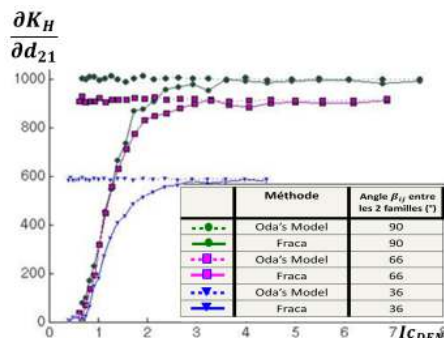 ∂K_H
∂d_21
1000
800
600
400
200
0
0 1 2 3 4 5 6 7
Méthode Angle β_ij entre les 2 familles (°)
Oda's Model 90
Fraca 90
Oda's Model 66
Fraca 66
Oda's Model 36
Fraca 36